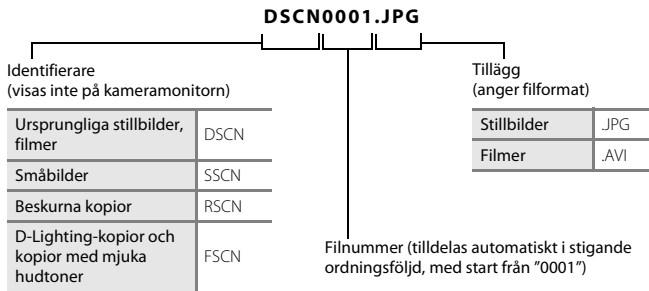 DSCN0001.JPG
Identifierare
(visas inte på kameramonitorn)
Ursprungliga stillbilder,
filmer
DSCN
Småbilder
SSCN
Beskurna kopior
RSCN
D-Lighting-kopior och
kopior med mjuka
hudtoner
FSCN
Tillägg
(anger filformat)
Stillbilder
.JPG
Filmer
.AVI
Filnummer (tilldelas automatiskt i stigande
ordningsföljd, med start från "0001")